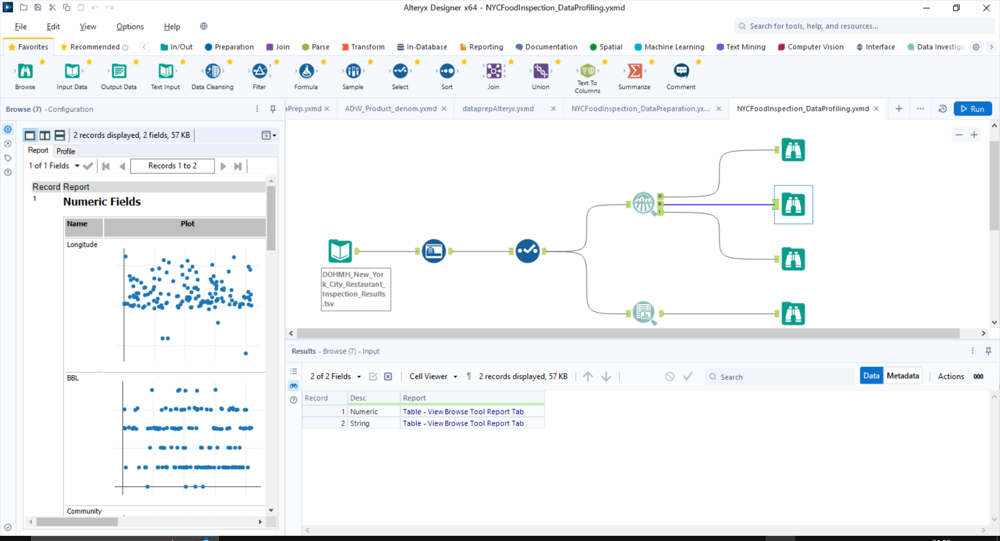 Alteryx Designer x64 - NYCFoodInspection_DataProfiling.yxmd
File Edit View Options Help
Search for tools, help, and resources...
Favorites Recommended In/Out Preparation Join Parse Transform In-Database Reporting Documentation Spatial Machine Learning Text Mining Computer Vision Interface Data Investiga
Browse Input Data Output Data Text Input Data Cleansing Filter Formula Sample Select Sort Join Union Text To Columns Summarize Comment
Browse (7) - Configuration
aPrep.yxmd ADW_Product_denom.yxmd dataprepAlteryx.yxmd NYCFoodInspection_DataPreparation.yx... NYCFoodInspection_DataProfiling.yxmd Run
2 records displayed, 2 fields, 57 KB
Report Profile
1 of 1 Fields Records 1 to 2
Record Report
1
Numeric Fields
Name Plot
Longitude
BBL
Community
O
R
I
DOHMH_New_Yor
k_City_Restaurant_
Inspection_Results
.tsv
Results - Browse (7) - Input
2 of 2 Fields Cell Viewer 2 records displayed, 57 KB Search Data Metadata Actions 000
Record Desc Report
1 Numeric Table - View Browse Tool Report Tab
2 String Table - View Browse Tool Report Tab